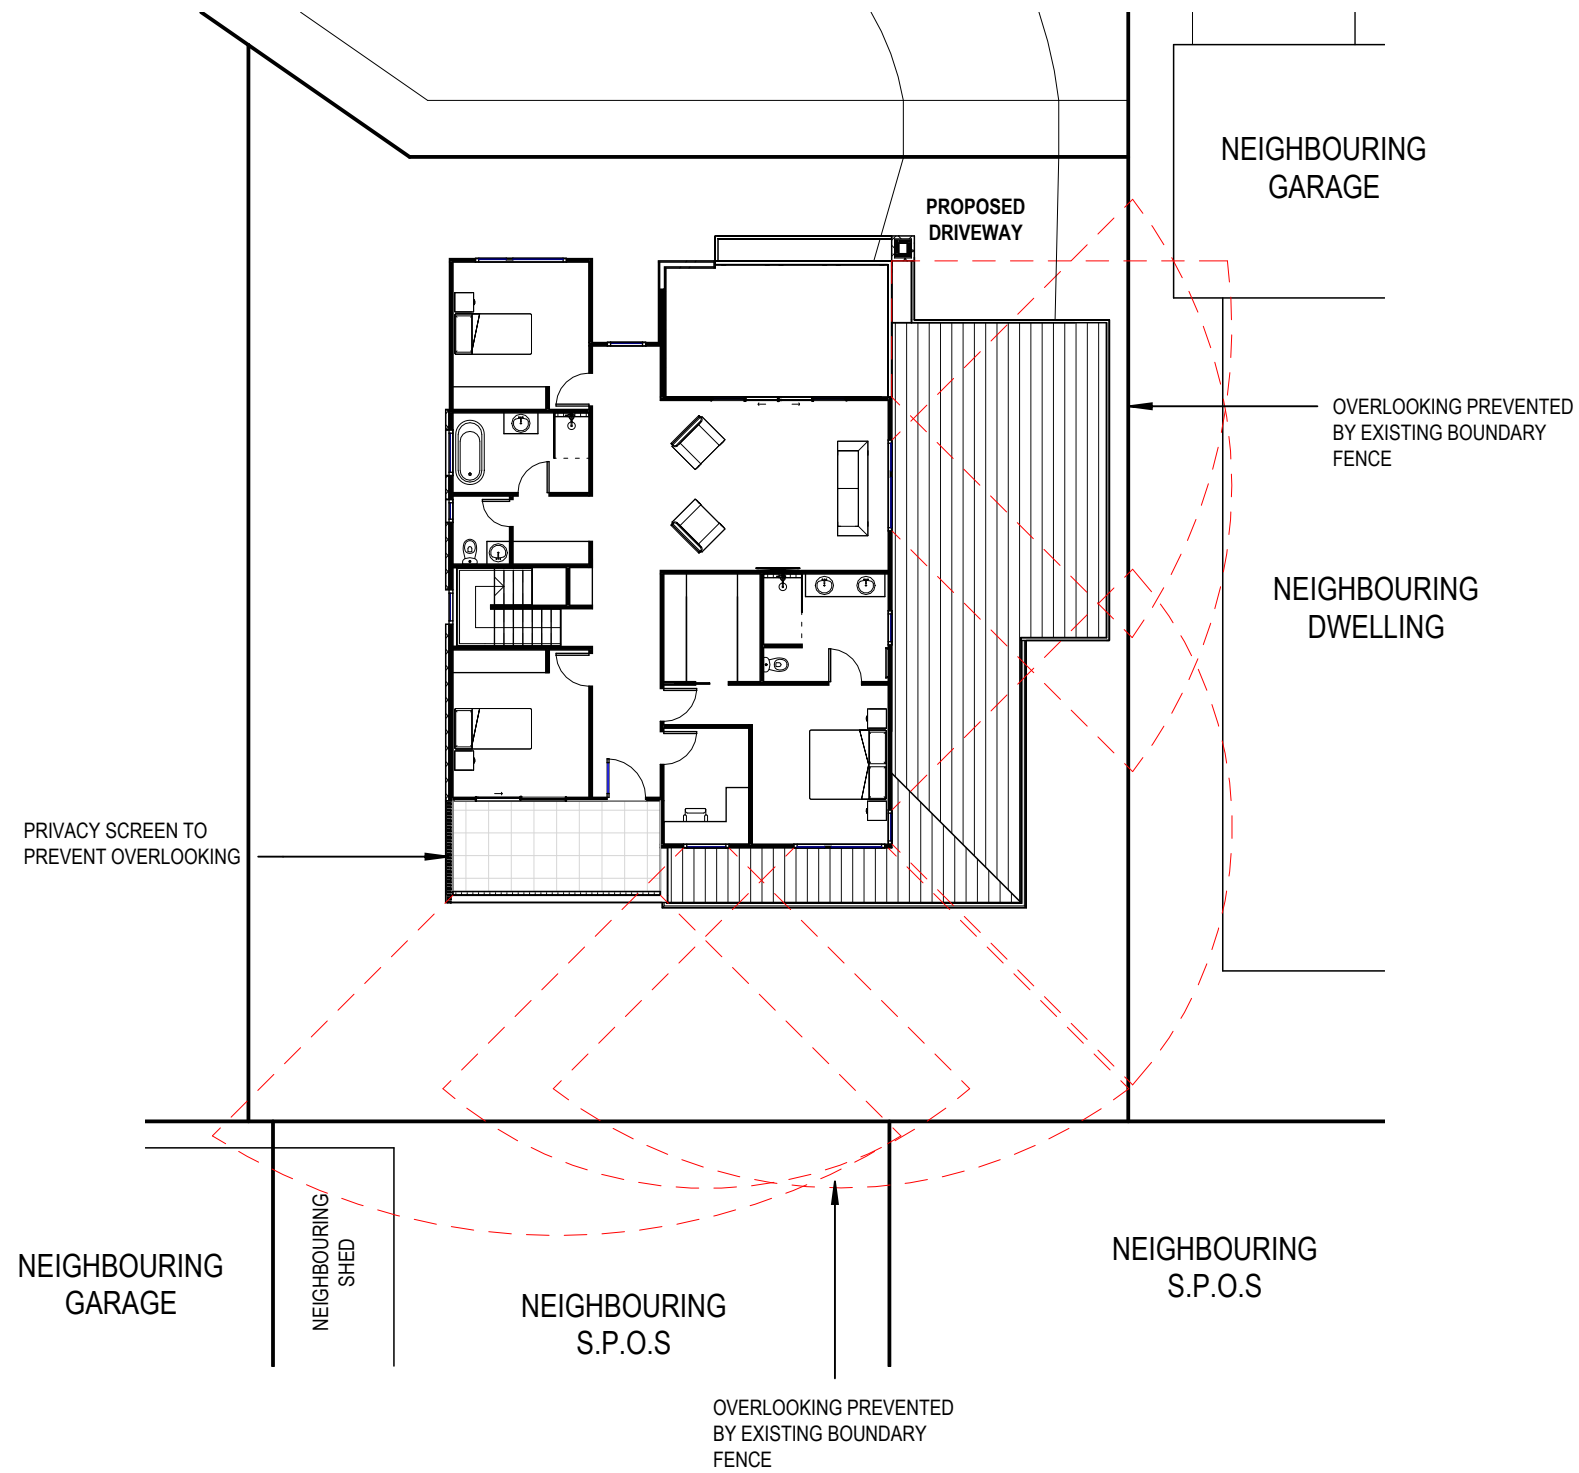 NEIGHBOURING
GARAGE
PROPOSED
DRIVEWAY
OVERLOOKING PREVENTED
BY EXISTING BOUNDARY
FENCE
NEIGHBOURING
DWELLING
PRIVACY SCREEN TO
PREVENT OVERLOOKING
NEIGHBOURING
GARAGE
NEIGHBOURING
SHED
NEIGHBOURING
S.P.O.S
NEIGHBOURING
S.P.O.S
OVERLOOKING PREVENTED
BY EXISTING BOUNDARY
FENCE